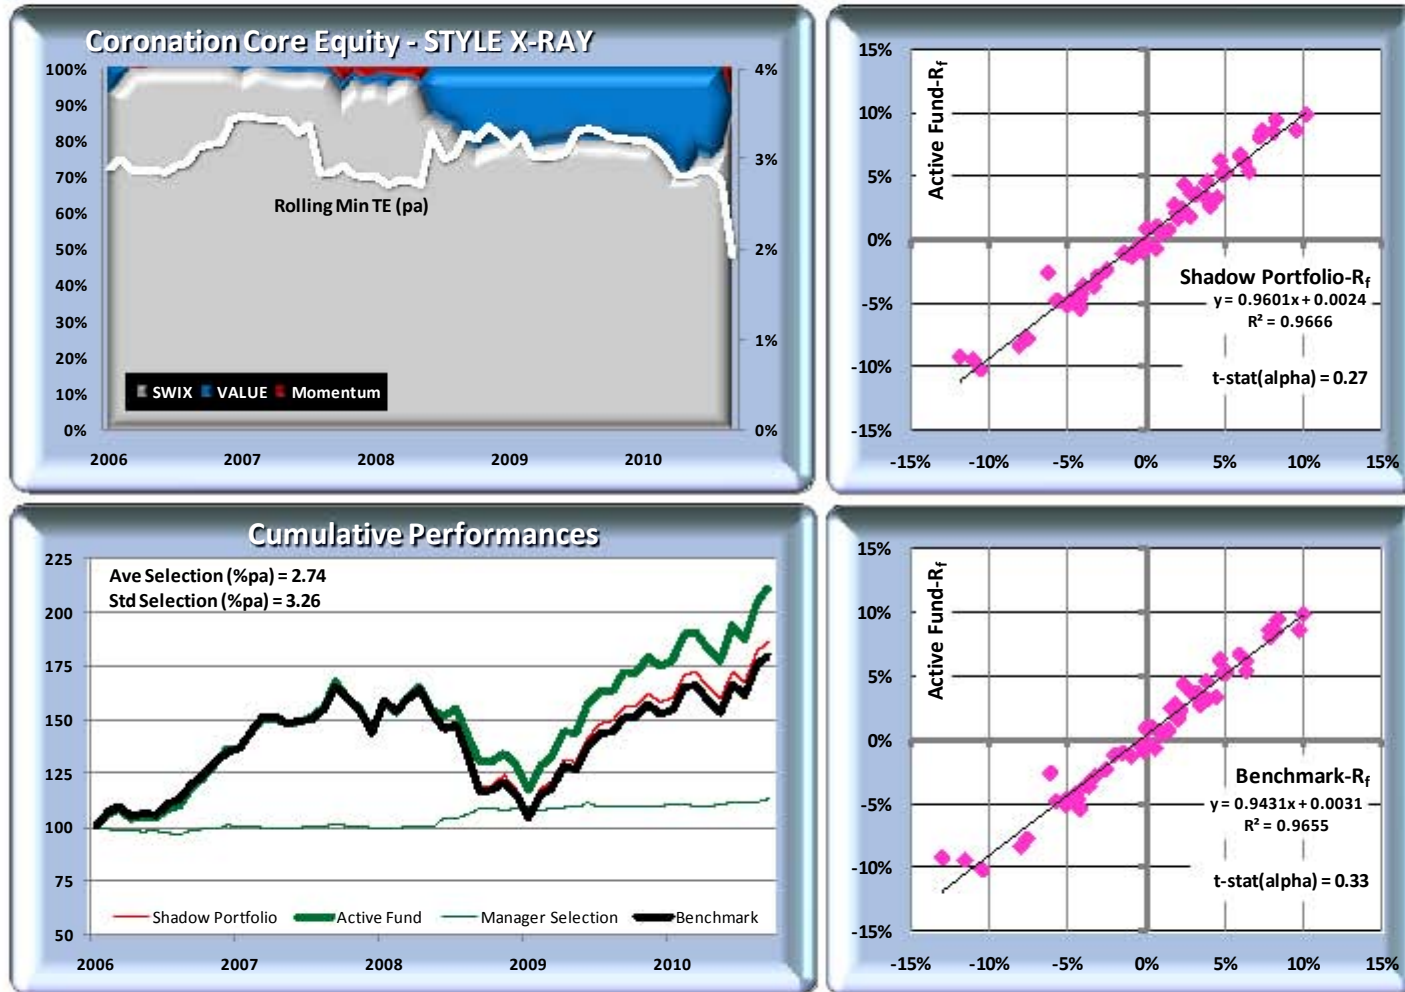 Coronation Core Equity - STYLE X-RAY
100%
90%
80%
70%
60%
50%
40%
30%
20%
10%
0%
4%
3%
2%
1%
0%
Rolling Min TE (pa)
SWIX VALUE Momentum
2006 2007 2008 2009 2010
15%
10%
5%
0%
-5%
-10%
-15%
Active Fund-Rf
Shadow Portfolio-Rf
y = 0.9601x + 0.0024
R² = 0.9666
t-stat(alpha) = 0.27
-15% -10% -5% 0% 5% 10% 15%
Cumulative Performances
225
200
175
150
125
100
75
50
Ave Selection (%pa) = 2.74
Std Selection (%pa) = 3.26
Shadow Portfolio Active Fund Manager Selection Benchmark
2006 2007 2008 2009 2010
15%
10%
5%
0%
-5%
-10%
-15%
Active Fund-Rf
Benchmark-Rf
y = 0.9431x + 0.0031
R² = 0.9655
t-stat(alpha) = 0.33
-15% -10% -5% 0% 5% 10% 15%